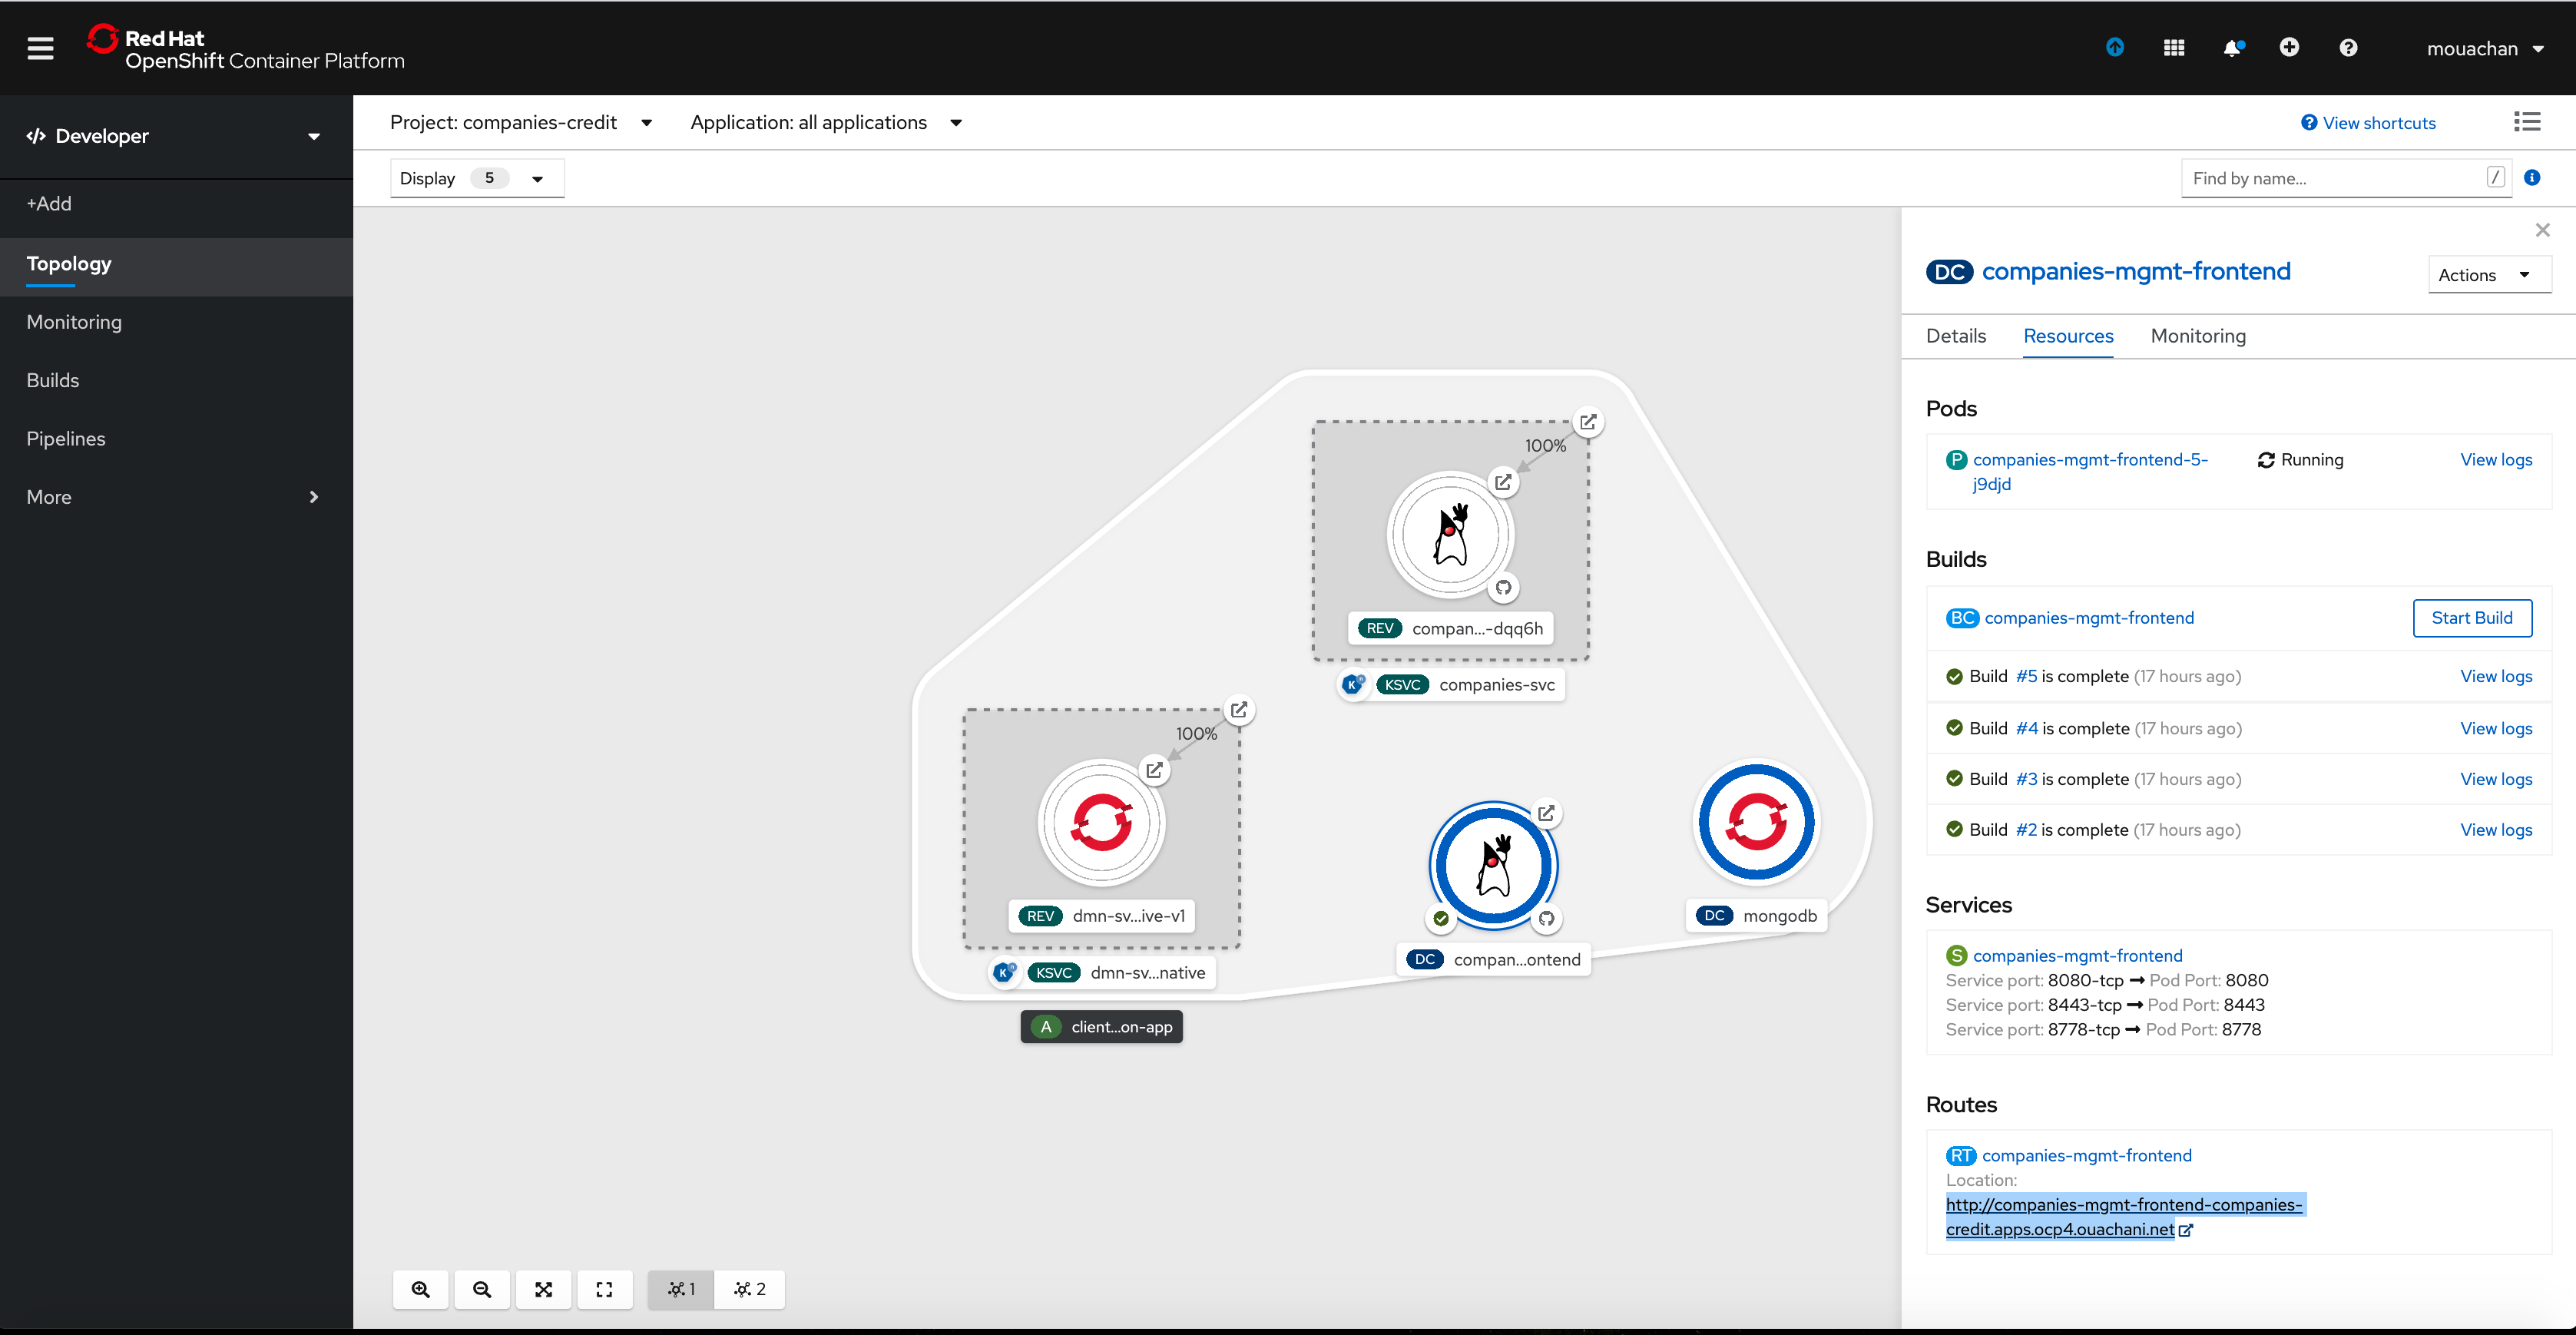 Red Hat
OpenShift Container Platform
mouachan
Developer
+Add
Topology
Monitoring
Builds
Pipelines
More
Project: companies-credit
Application: all applications
View shortcuts
Display 5
Find by name...
/
DC companies-mgmt-frontend
Actions
Details
Resources
Monitoring
Pods
P companies-mgmt-frontend-5-
j9djd
Running
View logs
Builds
BC companies-mgmt-frontend
Start Build
Build #5 is complete (17 hours ago)
View logs
Build #4 is complete (17 hours ago)
View logs
Build #3 is complete (17 hours ago)
View logs
Build #2 is complete (17 hours ago)
View logs
Services
S companies-mgmt-frontend
Service port: 8080-tcp → Pod Port: 8080
Service port: 8443-tcp → Pod Port: 8443
Service port: 8778-tcp → Pod Port: 8778
Routes
RT companies-mgmt-frontend
Location:
http://companies-mgmt-frontend-companies-
credit.apps.ocp4.ouachani.net
100%
REV compan...-dqq6h
KSVC companies-svc
100%
REV dmn-sv...ive-v1
KSVC dmn-sv...native
DC compan...ontend
DC mongodb
A client...on-app
1
2